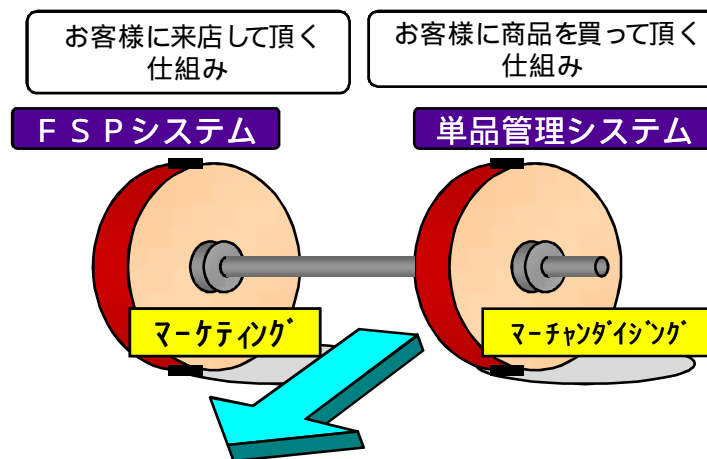 お客様に来店して頂く
仕組み
お客様に商品を買って頂く
仕組み
ＦＳＰシステム
単品管理システム
ﾏｰｹﾃｨﾝｸﾞ
ﾏｰﾁｬﾝﾀﾞｲｼﾞﾝｸﾞ